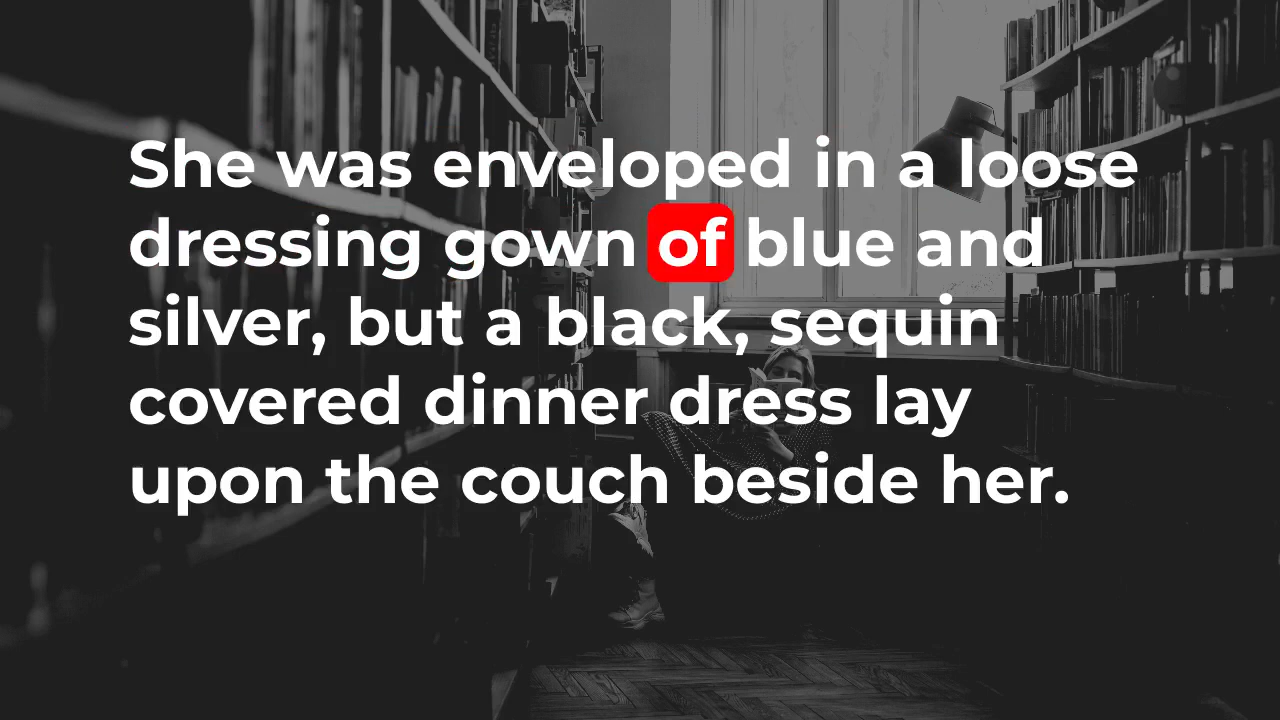 She was enveloped in a loose
dressing gown of blue and
silver, but a black, sequin
covered dinner dress lay
upon the couch beside her.